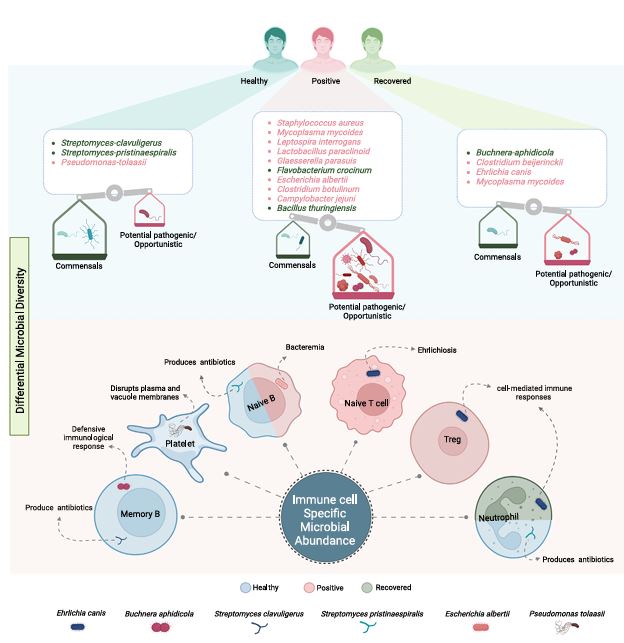 Healthy
Positive
Recovered
Streptomyces-clavuligerus
Streptomyces-pristinaespiralis
Pseudomonas-tolaasii
Staphylococcus aureus
Mycoplasma mycoides
Leptospira interrogans
Lactobacillus paraclinoid
Glaesserella parasuis
Flavobacterium crocinum
Escherichia albertii
Clostridium botulinum
Campylobacter jejuni
Bacillus thuringiensis
Buchnera-aphidicola
Clostridium beijerinckii
Ehrlichia canis
Mycoplasma mycoides
Commensals
Potential pathogenic/
Opportunistic
Commensals
Potential pathogenic/
Opportunistic
Commensals
Potential pathogenic/
Opportunistic
Differential Microbial Diversity
Produces antibiotics
Bacteremia
Ehrlichiosis
Disrupts plasma and
vacuole membranes
cell-mediated immune
responses
Defensive
immunological
response
Produce antibiotics
Produces antibiotics
Naive B
Naive T cell
Platelet
Treg
Memory B
Neutrophil
Immune cell
Specific
Microbial
Abundance
Healthy
Positive
Recovered
Ehrlichia canis
Buchnera aphidicola
Streptomyces clavuligerus
Streptomyces pristinaespiralis
Escherichia albertii
Pseudomonas tolaasii